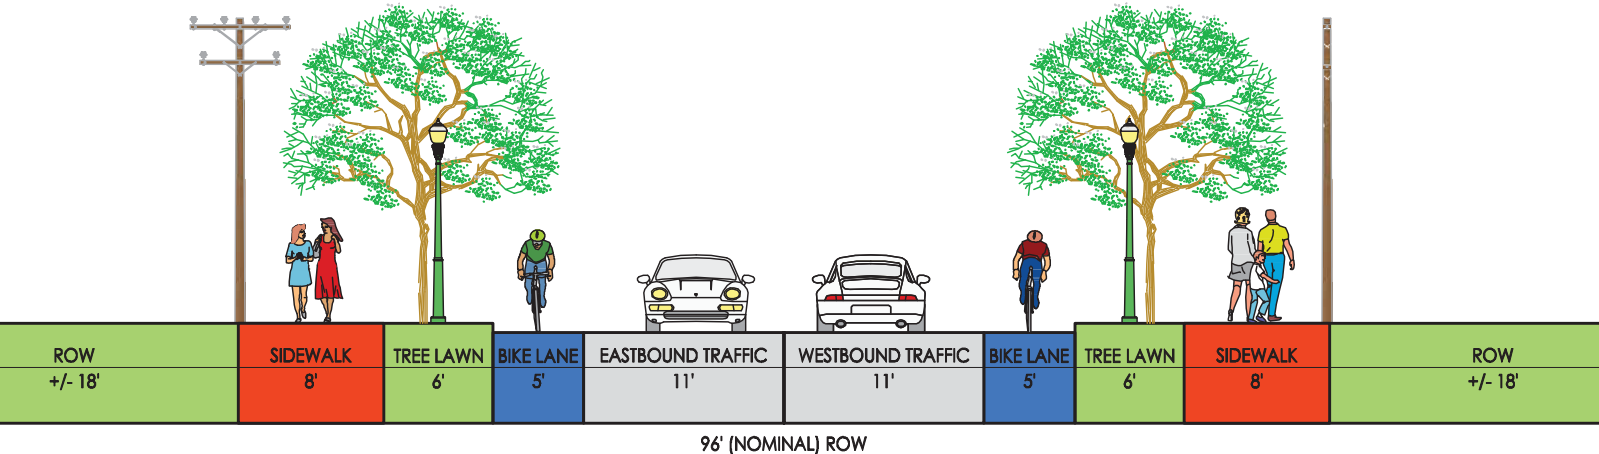 ROW
+/- 18'
SIDEWALK
8'
TREE LAWN
6'
BIKE LANE
5'
EASTBOUND TRAFFIC
11'
WESTBOUND TRAFFIC
11'
BIKE LANE
5'
TREE LAWN
6'
SIDEWALK
8'
ROW
+/- 18'
96' (NOMINAL) ROW